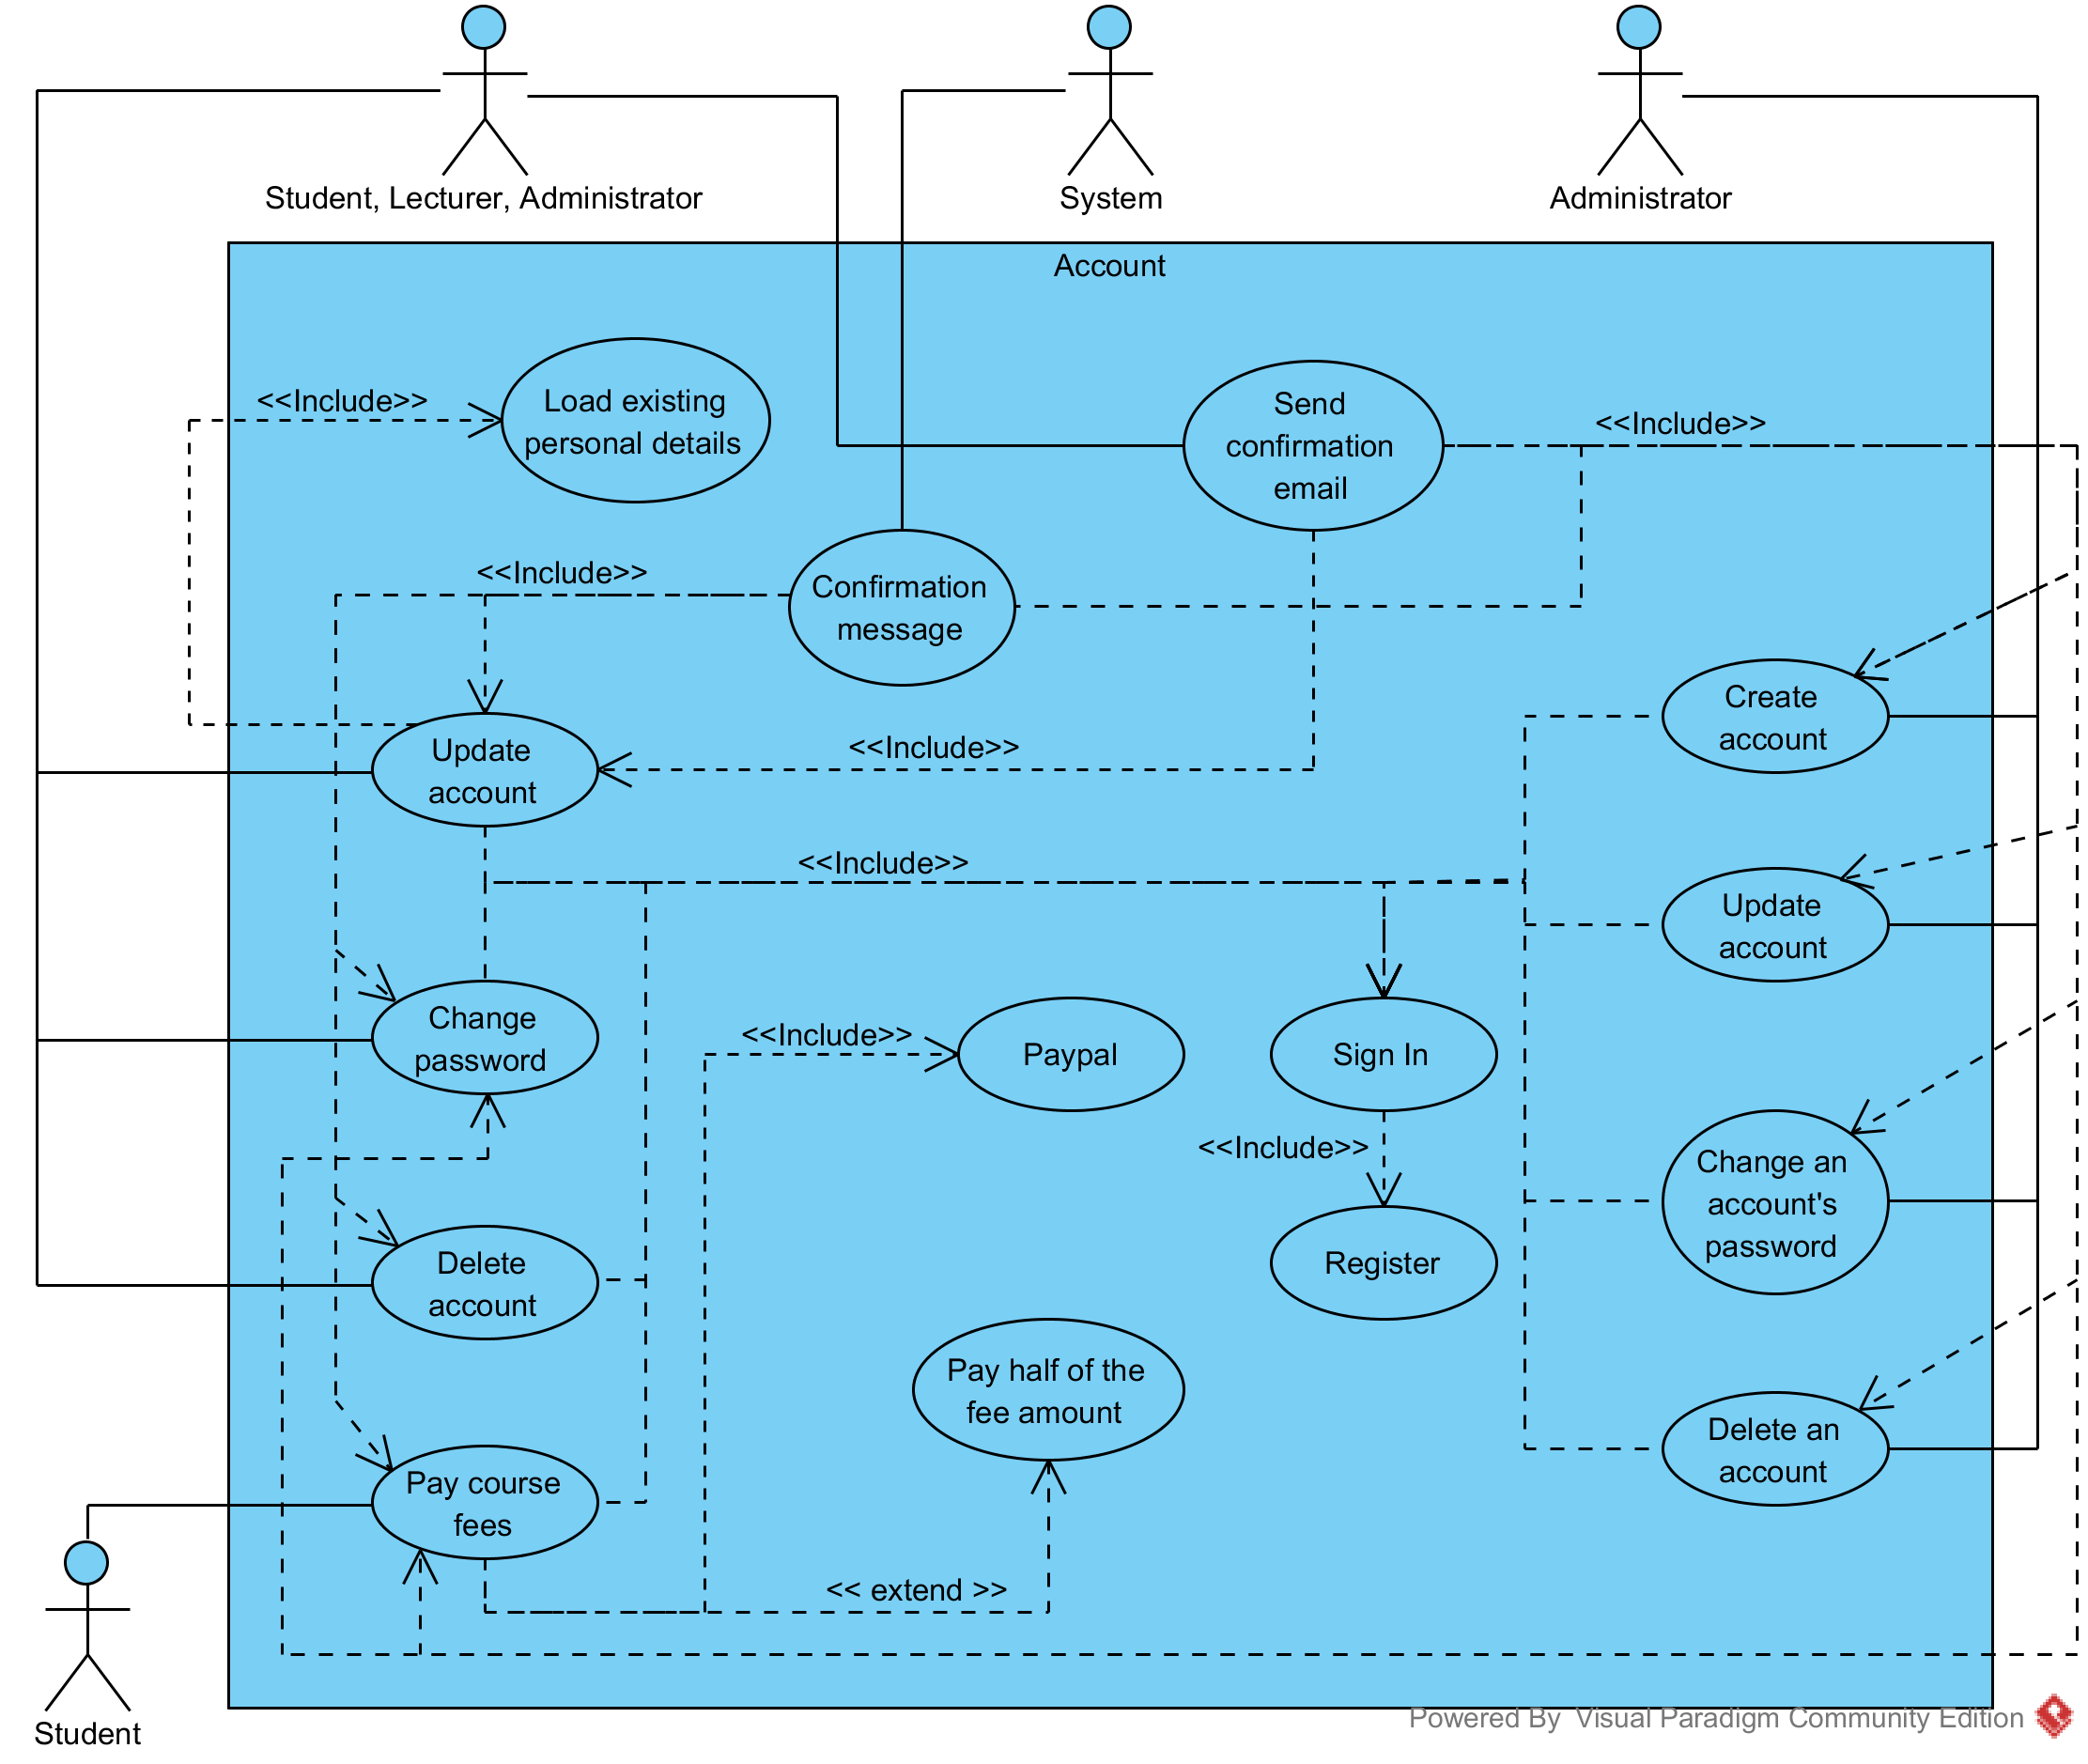 Student, Lecturer, Administrator
System
Administrator
Account
<<Include>>
Load existing
personal details
Send
confirmation
email
<<Include>>
<<Include>>
Confirmation
message
Create
account
Update
account
<<Include>>
<<Include>>
Update
account
Change
password
<<Include>>
Paypal
Sign In
<<Include>>
Change an
account's
password
Delete
account
Register
Pay half of the
fee amount
Delete an
account
Pay course
fees
<< extend >>
Student
Powered By Visual Paradigm Community Edition